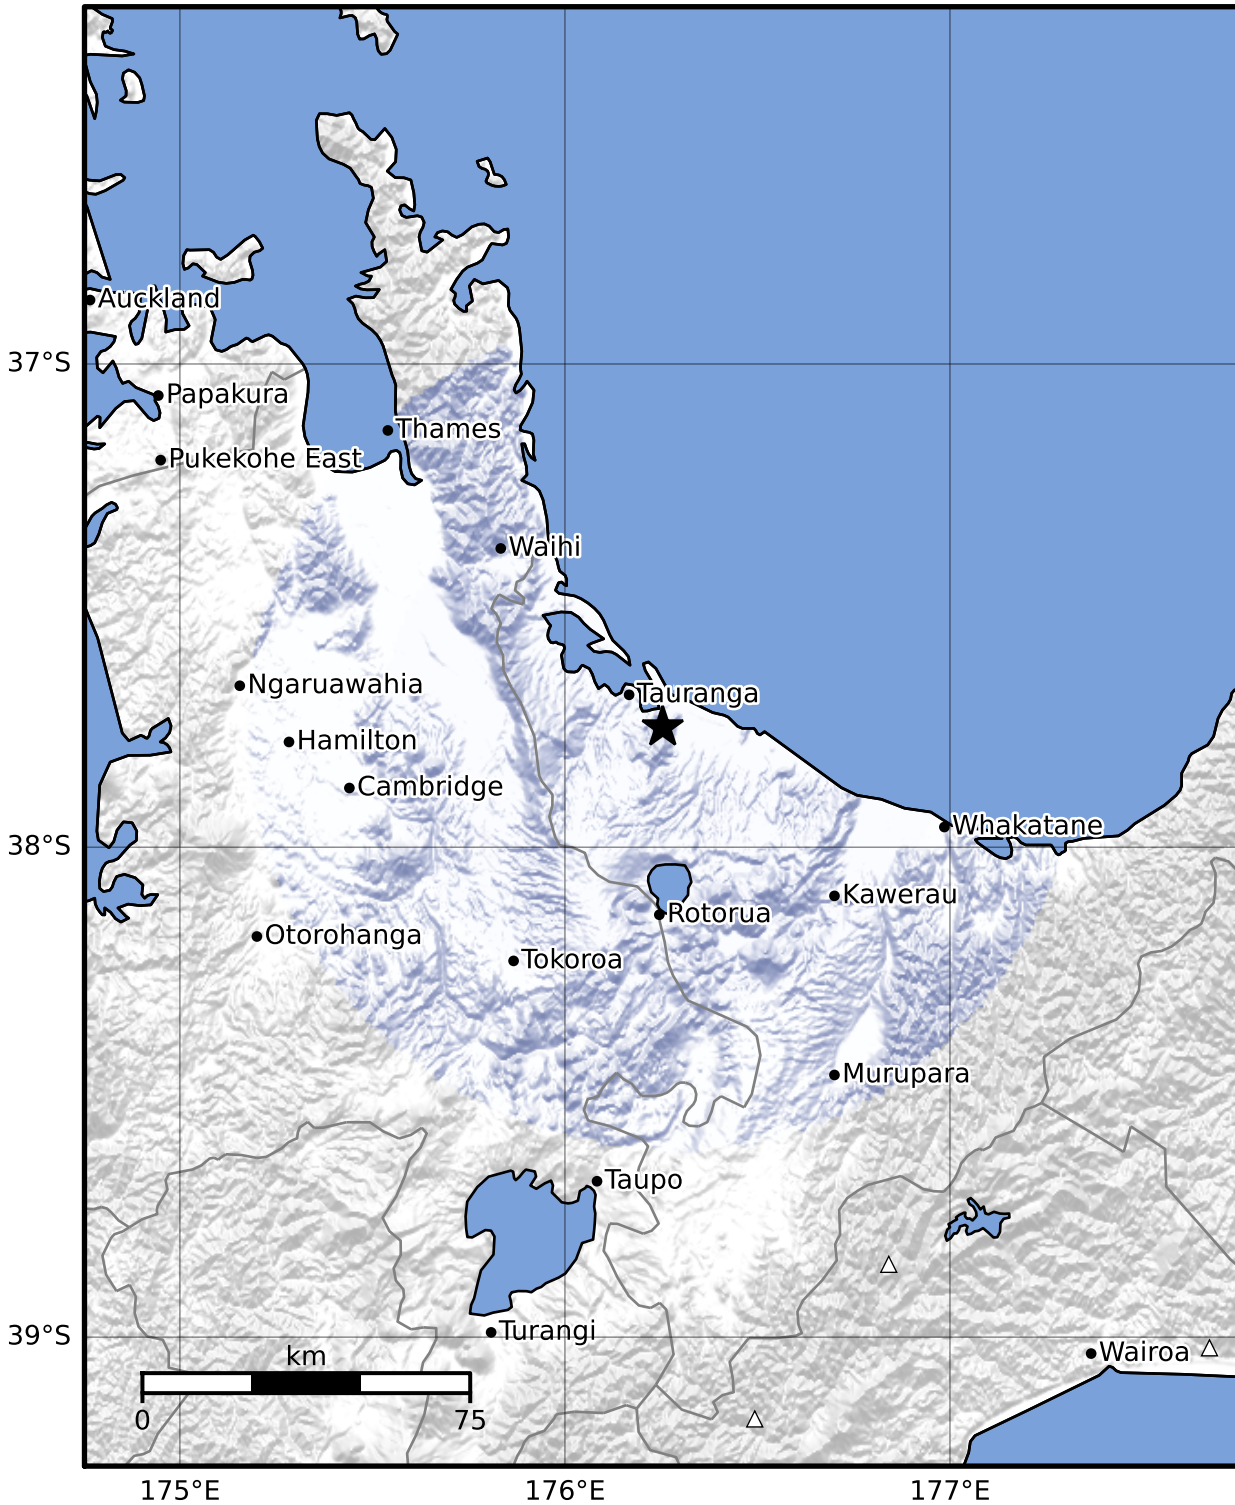 Auckland
37°S
Papakura
Thames
Pukekohe East
Waihi
Ngaruawahia
Tauranga
Hamilton
Cambridge
Whakatane
38°S
Kawerau
Rotorua
Otorohanga
Tokoroa
Murupara
Taupo
Turangi
39°S
Wairoa
km
0
75
175°E
176°E
177°E